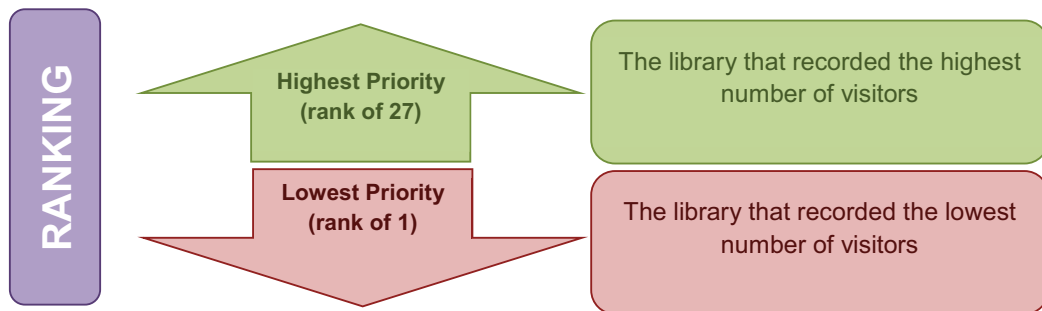 RANKING
Highest Priority
(rank of 27)
The library that recorded the highest
number of visitors
Lowest Priority
(rank of 1)
The library that recorded the lowest
number of visitors